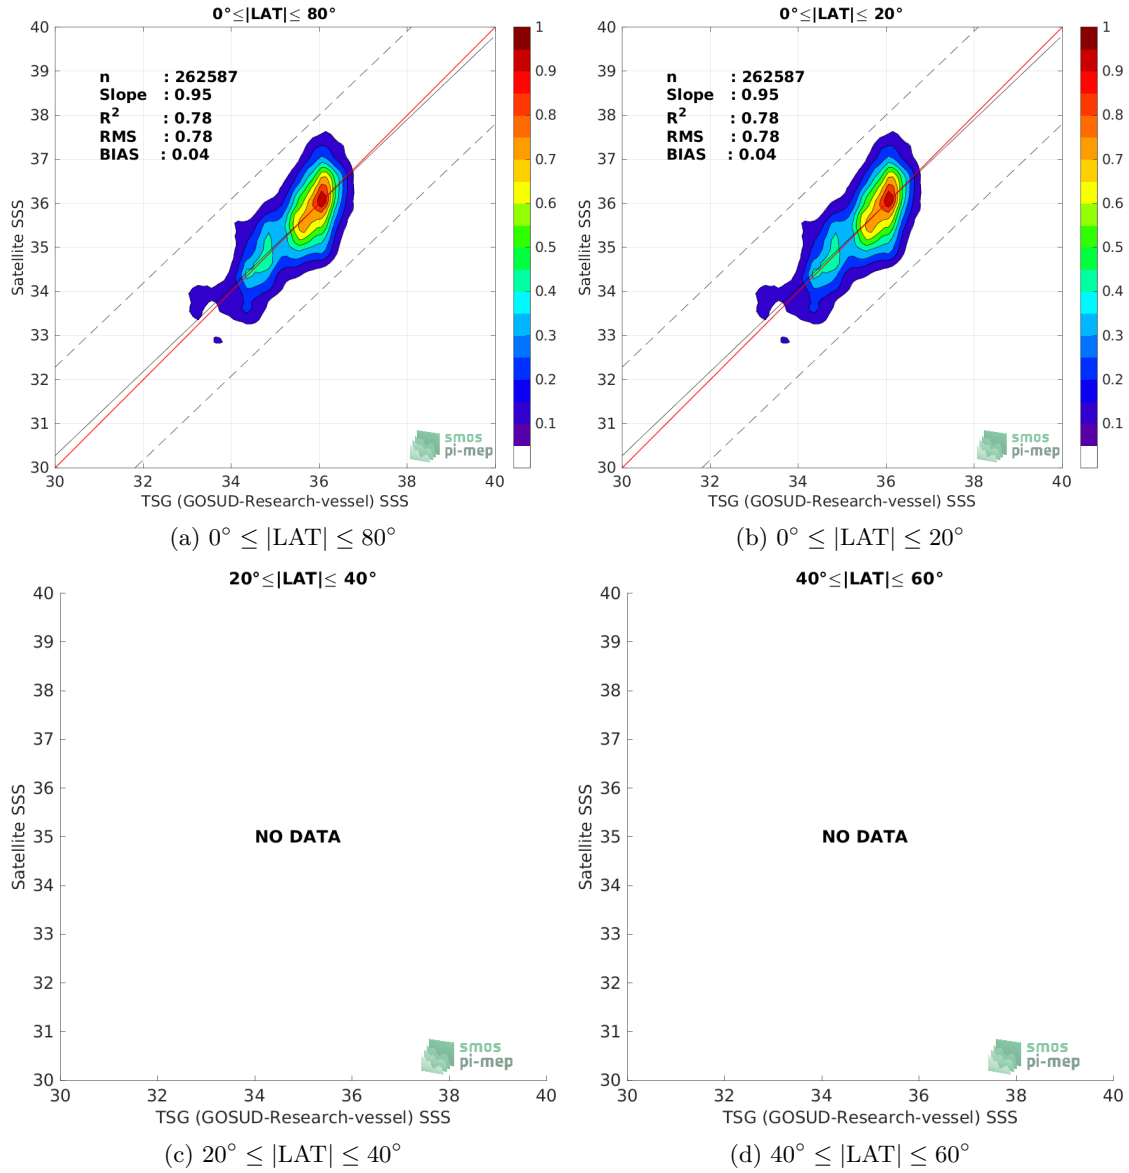 0°≤|LAT|≤ 80°
40
39
38
37
36
35
34
33
32
31
30
Satellite SSS
n : 262587
Slope : 0.95
R² : 0.78
RMS : 0.78
BIAS : 0.04
smos
pi-mep
30 32 34 36 38 40
TSG (GOSUD-Research-vessel) SSS
1
0.9
0.8
0.7
0.6
0.5
0.4
0.3
0.2
0.1
(a) 0° ≤ |LAT| ≤ 80°
0°≤|LAT|≤ 20°
40
39
38
37
36
35
34
33
32
31
30
Satellite SSS
n : 262587
Slope : 0.95
R² : 0.78
RMS : 0.78
BIAS : 0.04
smos
pi-mep
30 32 34 36 38 40
TSG (GOSUD-Research-vessel) SSS
1
0.9
0.8
0.7
0.6
0.5
0.4
0.3
0.2
0.1
(b) 0° ≤ |LAT| ≤ 20°
20°≤|LAT|≤ 40°
40
39
38
37
36
35
34
33
32
31
30
Satellite SSS
NO DATA
smos
pi-mep
30 32 34 36 38 40
TSG (GOSUD-Research-vessel) SSS
(c) 20° ≤ |LAT| ≤ 40°
40°≤|LAT|≤ 60°
40
39
38
37
36
35
34
33
32
31
30
Satellite SSS
NO DATA
smos
pi-mep
30 32 34 36 38 40
TSG (GOSUD-Research-vessel) SSS
(d) 40° ≤ |LAT| ≤ 60°